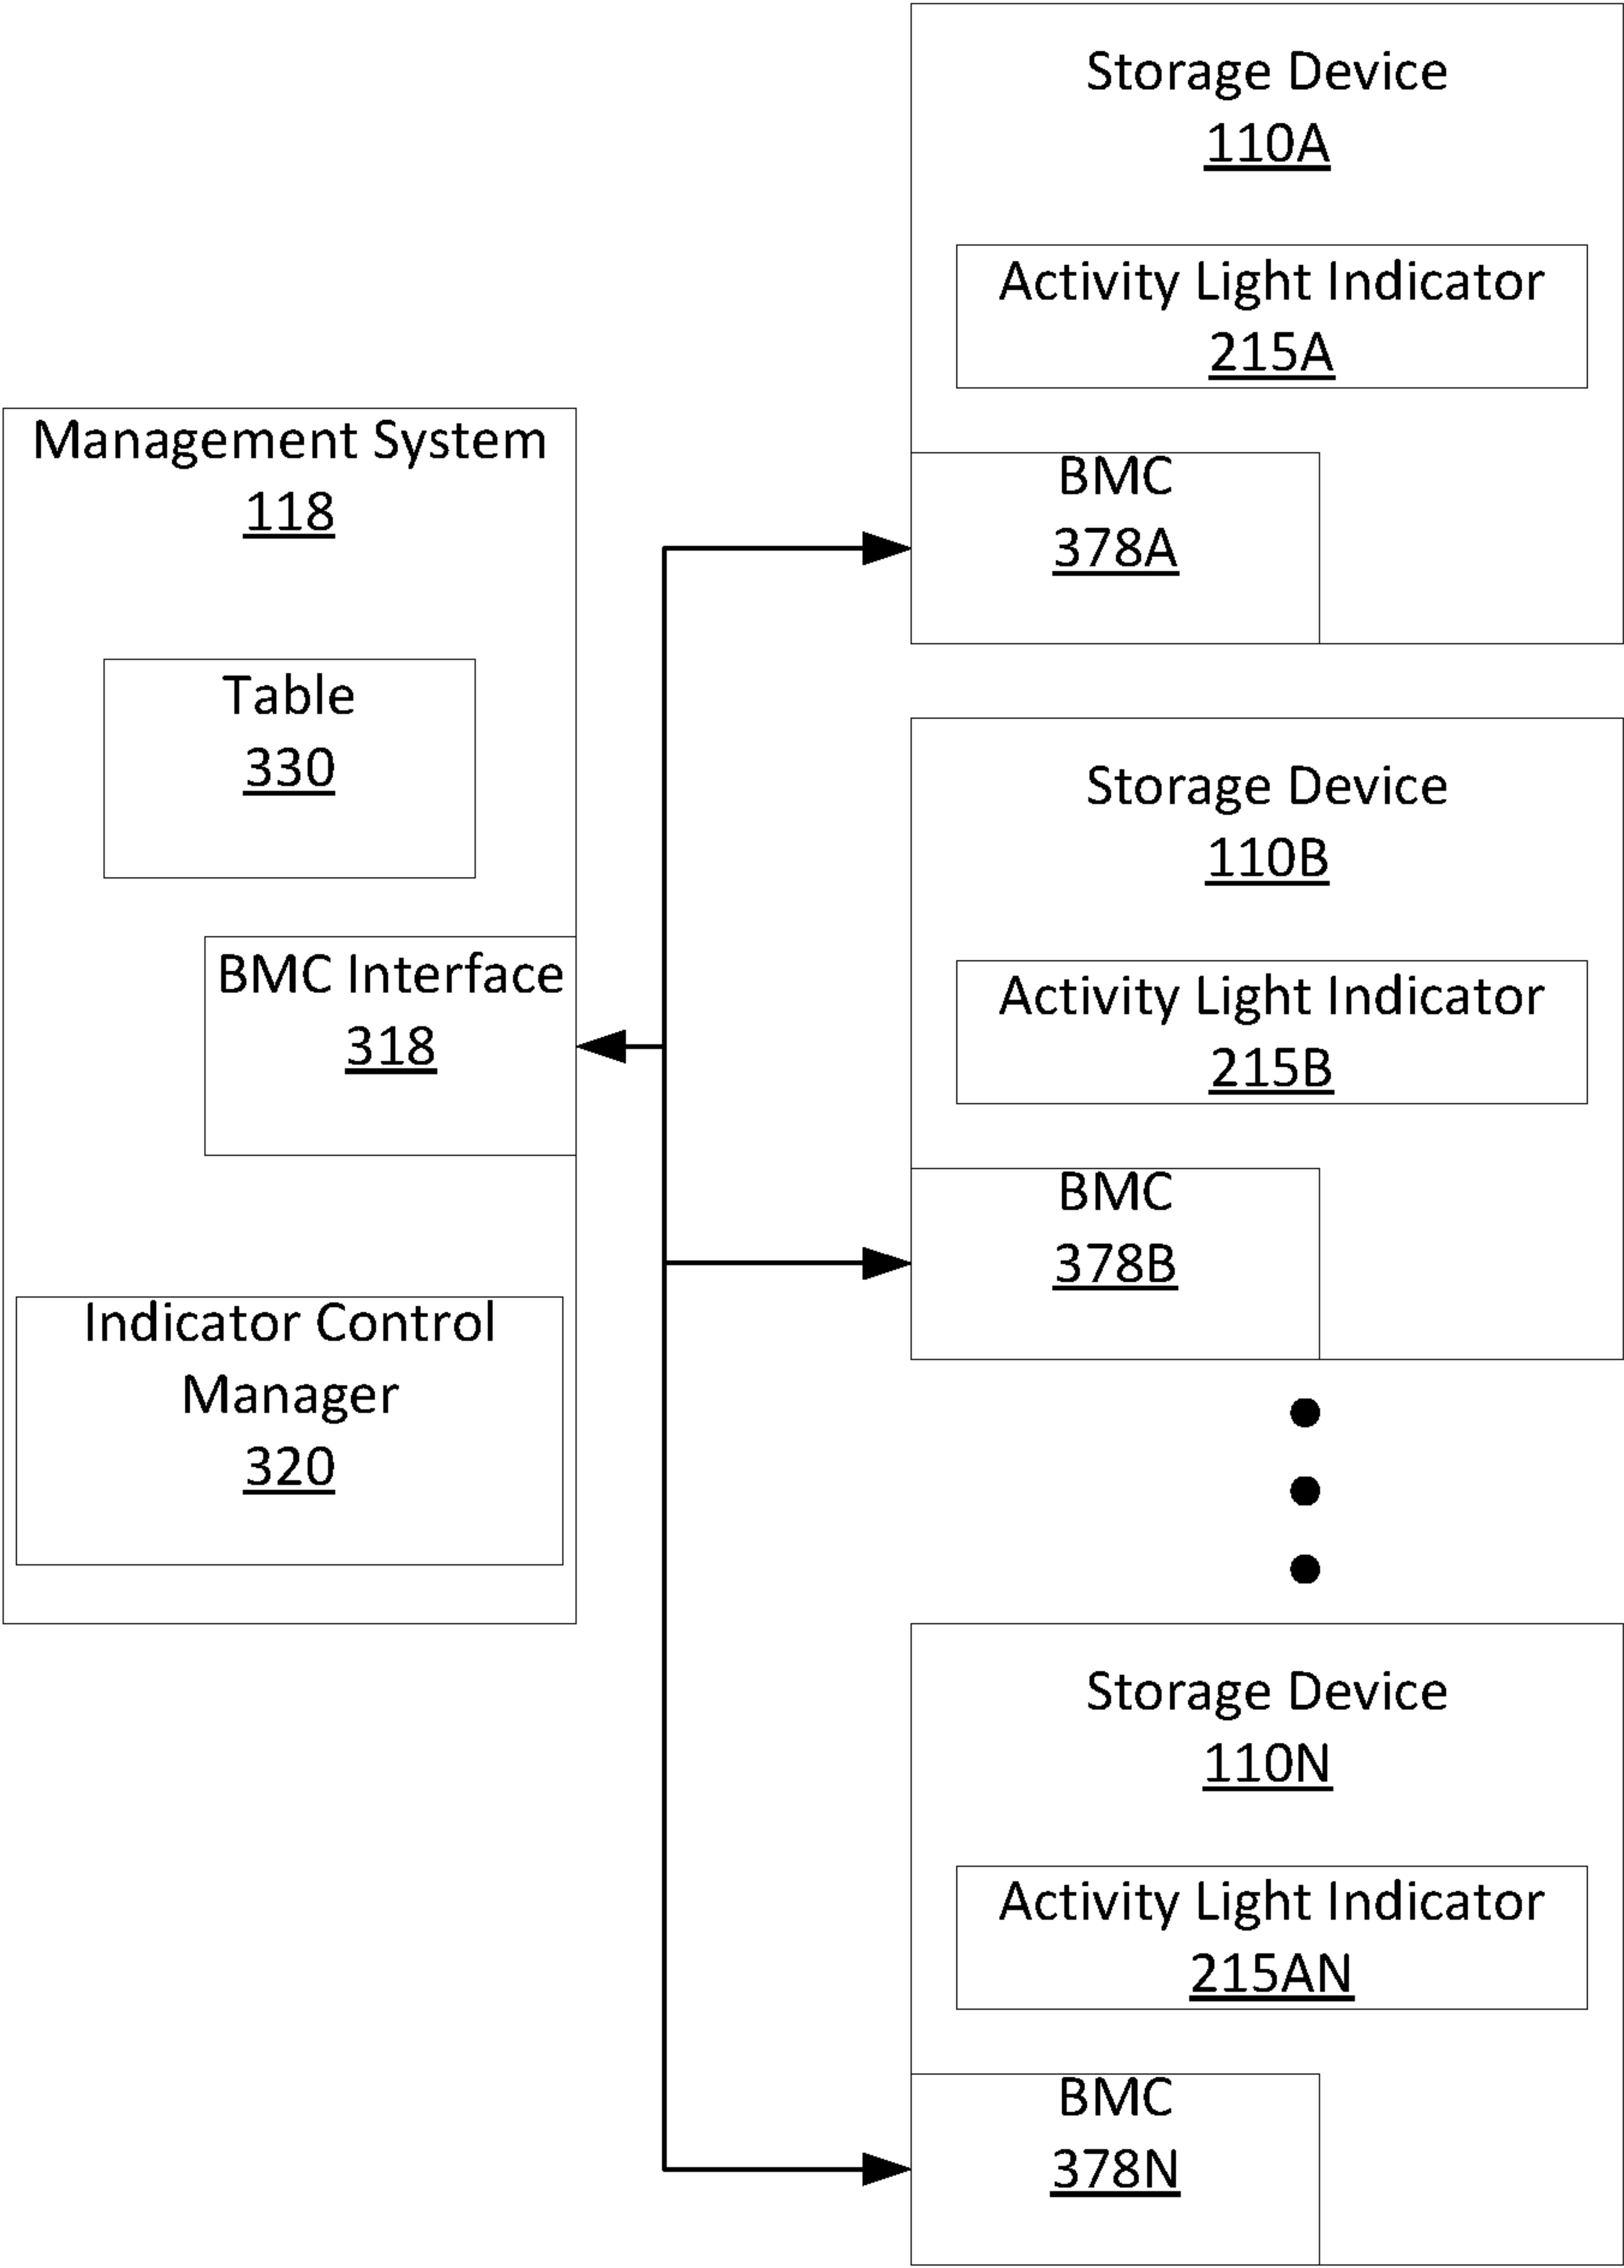 Management System
118
Table
330
BMC Interface
318
Indicator Control
Manager
320
Storage Device
110A
Activity Light Indicator
215A
BMC
378A
Storage Device
110B
Activity Light Indicator
215B
BMC
378B
Storage Device
110N
Activity Light Indicator
215AN
BMC
378N